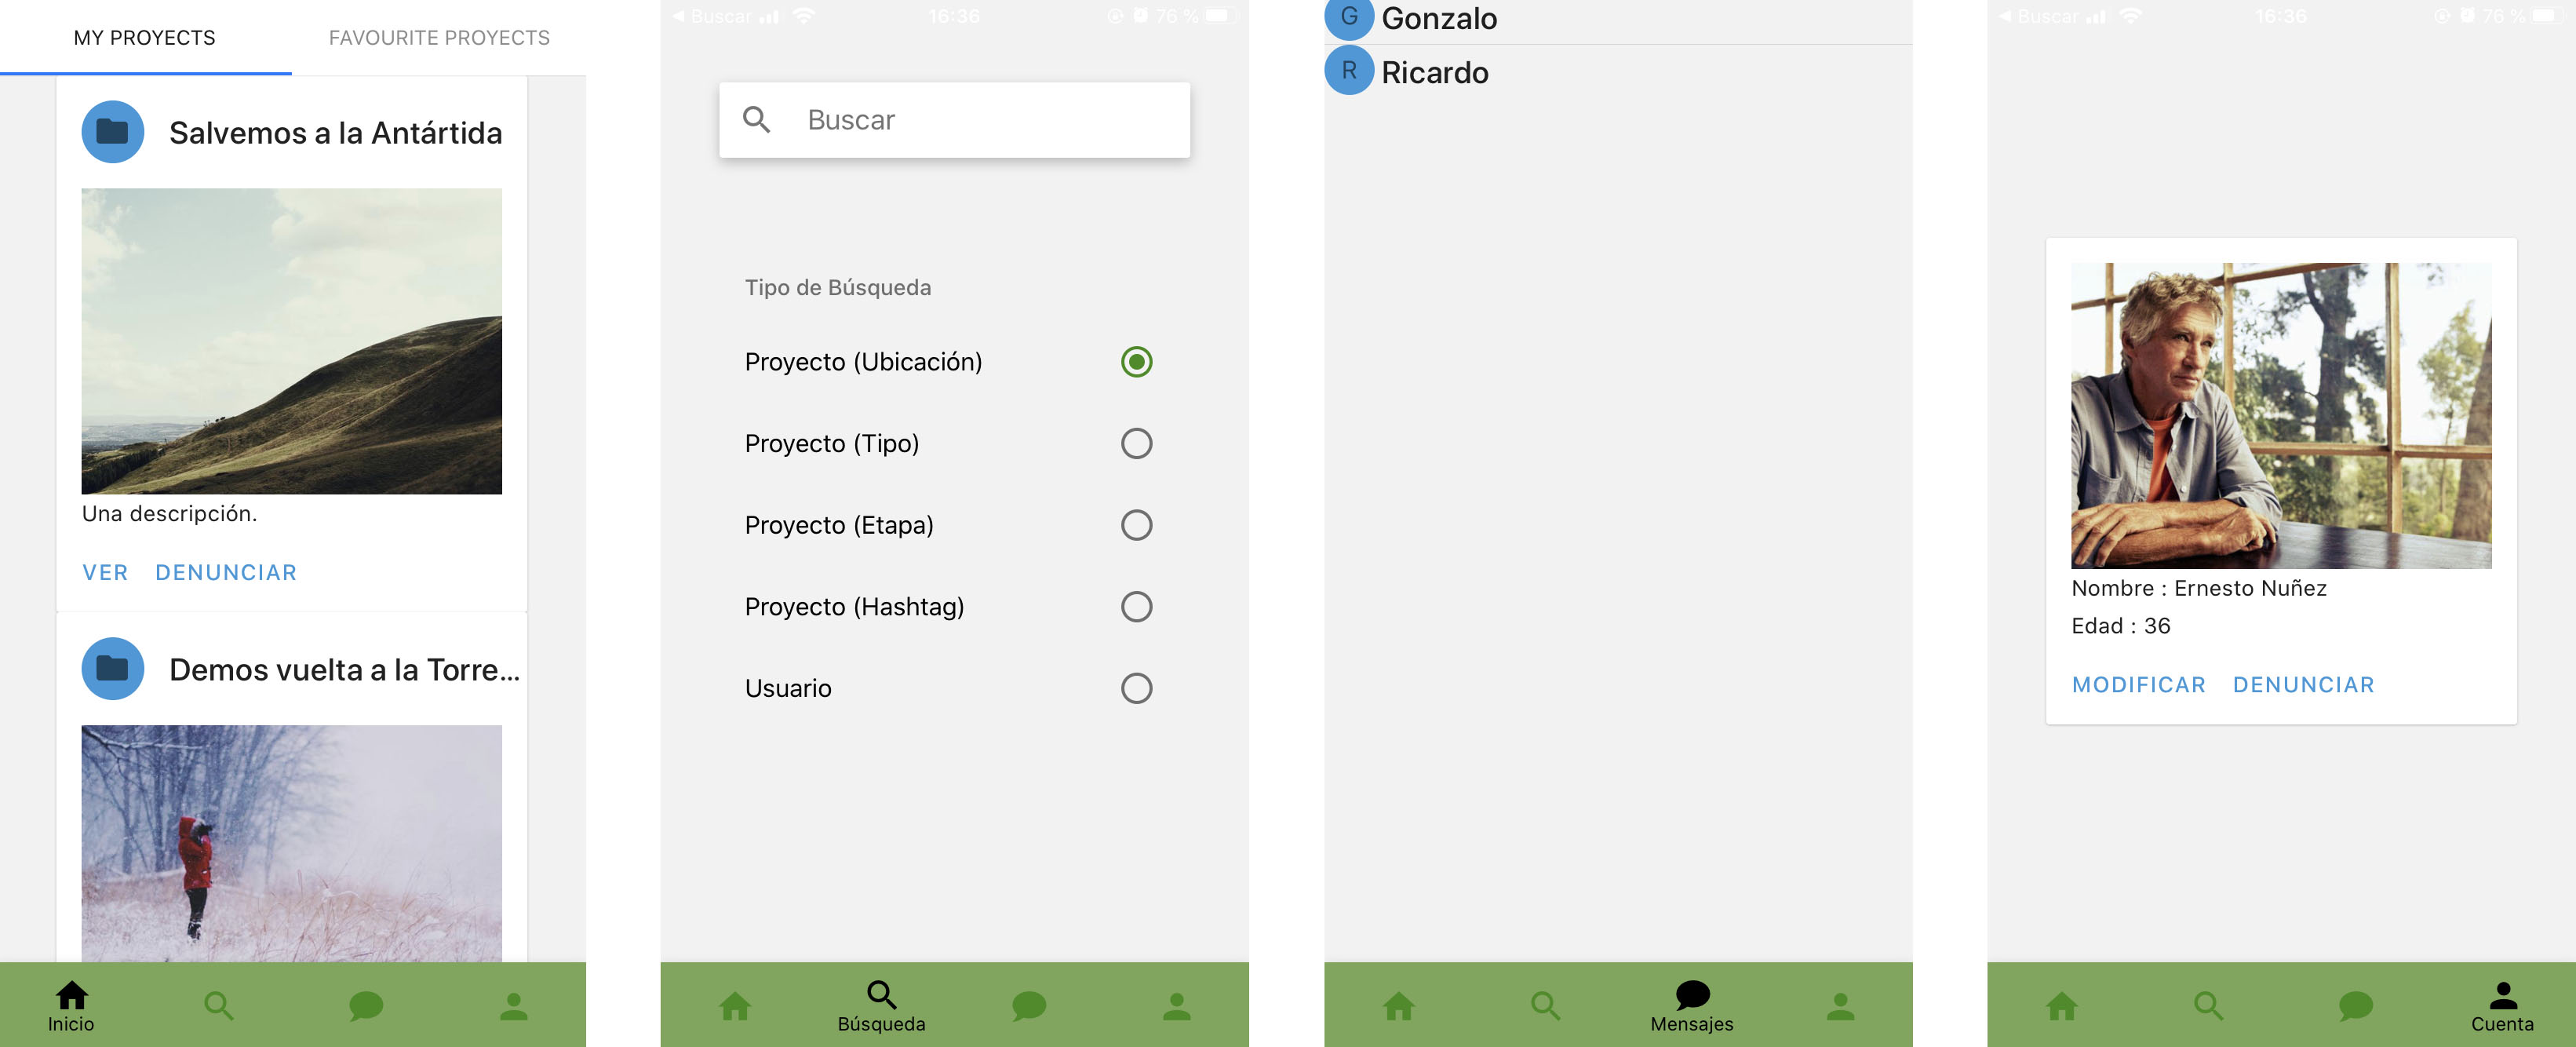 MY PROYECTS
FAVOURITE PROYECTS
Salvemos a la Antártida
Una descripción.
VER
DENUNCIAR
Demos vuelta a la Torre...
Inicio
Buscar
16:36
76 %
Buscar
Tipo de Búsqueda
Proyecto (Ubicación)
Proyecto (Tipo)
Proyecto (Etapa)
Proyecto (Hashtag)
Usuario
Búsqueda
G
Gonzalo
R
Ricardo
Mensajes
Buscar
16:36
76 %
Nombre : Ernesto Nuñez
Edad : 36
MODIFICAR
DENUNCIAR
Cuenta